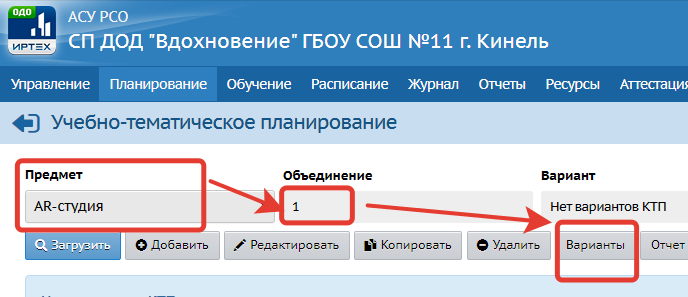 ОДО
ИРТЕХ
АСУ РСО
СП ДОД "Вдохновение" ГБОУ СОШ №11 г. Кинель
Управление Планирование Обучение Расписание Журнал Отчеты Ресурсы Аттестация
Учебно-тематическое планирование
Предмет Объединение Вариант
AR-студия 1 Нет вариантов КТП
Загрузить Добавить Редактировать Копировать Удалить Варианты Отчет